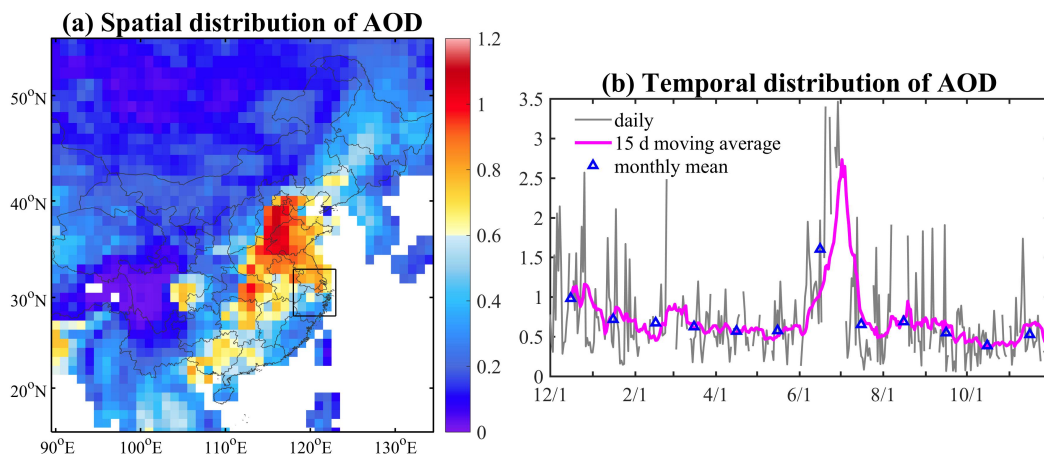 (a) Spatial distribution of AOD
50°N
40°N
30°N
20°N
90°E
100°E
110°E
120°E
130°E
1.2
1
0.8
0.6
0.4
0.2
0
(b) Temporal distribution of AOD
3.5
3
2.5
2
1.5
1
0.5
0
daily
15 d moving average
monthly mean
12/1
2/1
4/1
6/1
8/1
10/1